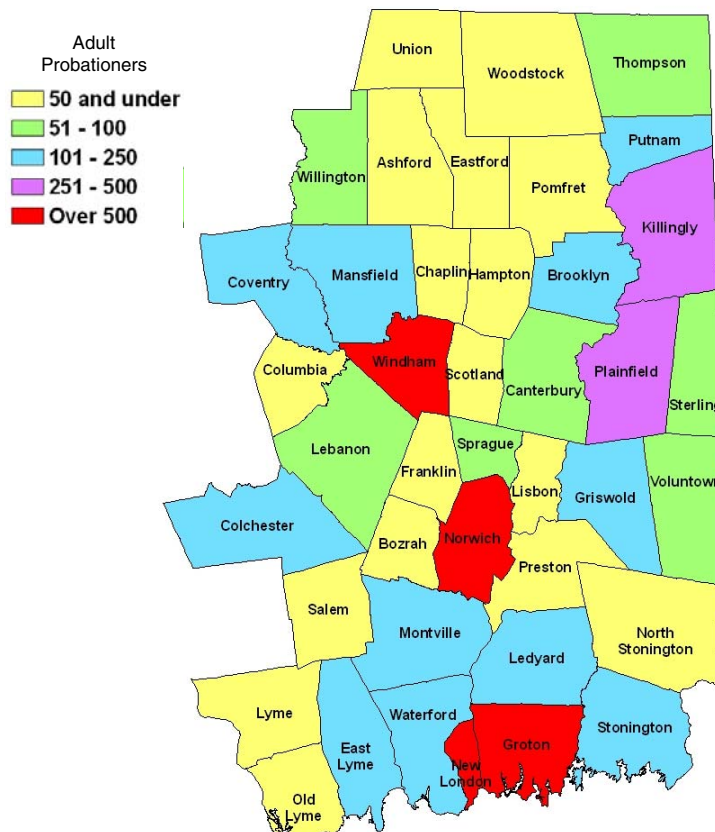 Adult
Probationers
50 and under
51 - 100
101 - 250
251 - 500
Over 500
Union
Woodstock
Thompson
Putnam
Willington
Ashford
Eastford
Pomfret
Killingly
Coventry
Mansfield
Chaplin
Hampton
Brooklyn
Columbia
Windham
Scotland
Canterbury
Plainfield
Sterling
Lebanon
Franklin
Sprague
Lisbon
Griswold
Voluntown
Colchester
Bozrah
Norwich
Preston
Salem
Montville
Ledyard
North
Stonington
Lyme
East
Lyme
Waterford
New
London
Groton
Stonington
Old
Lyme